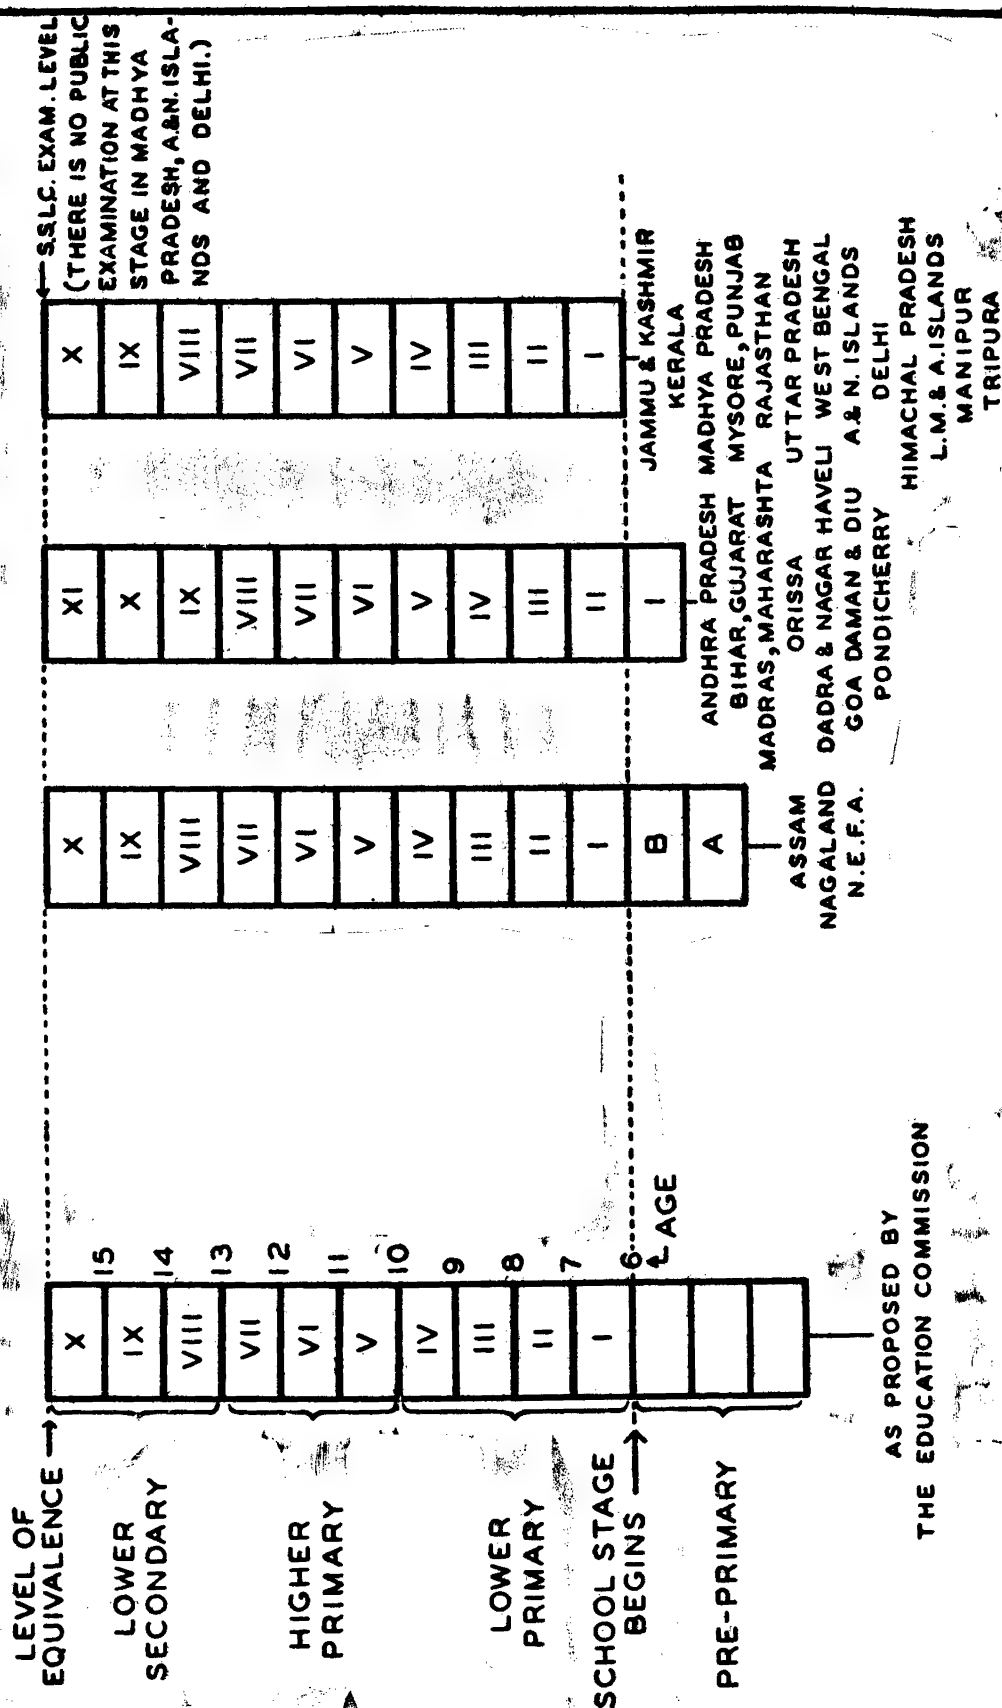 LEVEL OF
EQUIVALENCE →
LOWER
SECONDARY
HIGHER
PRIMARY
LOWER
PRIMARY
SCHOOL STAGE
BEGINS →
PRE-PRIMARY
X
IX
VIII
VII
VI
V
IV
III
II
I
15
14
13
12
11
10
9
8
7
6
AGE
AS PROPOSED BY
THE EDUCATION COMMISSION
X
IX
VIII
VII
VI
V
IV
III
II
I
B
A
ASSAM
NAGALAND
N.E.F.A.
XI
X
IX
VIII
VII
VI
V
IV
III
II
I
ANDHRA PRADESH MADHYA PRADESH
BIHAR, GUJARAT MYSORE, PUNJAB
MADRAS, MAHARASHTA RAJASTHAN
ORISSA UTTAR PRADESH
DADRA & NAGAR HAVELI WEST BENGAL
GOA DAMAN & DIU A.& N. ISLANDS
PONDICHERRY DELHI
HIMACHAL PRADESH
L.M.& A.ISLANDS
MANIPUR
TRIPURA
X
IX
VIII
VII
VI
V
IV
III
II
I
JAMMU & KASHMIR
KERALA
← S.S.L.C. EXAM. LEVEL
(THERE IS NO PUBLIC
EXAMINATION AT THIS
STAGE IN MADHYA
PRADESH, A.&N. ISLA-
NDS AND DELHI.)